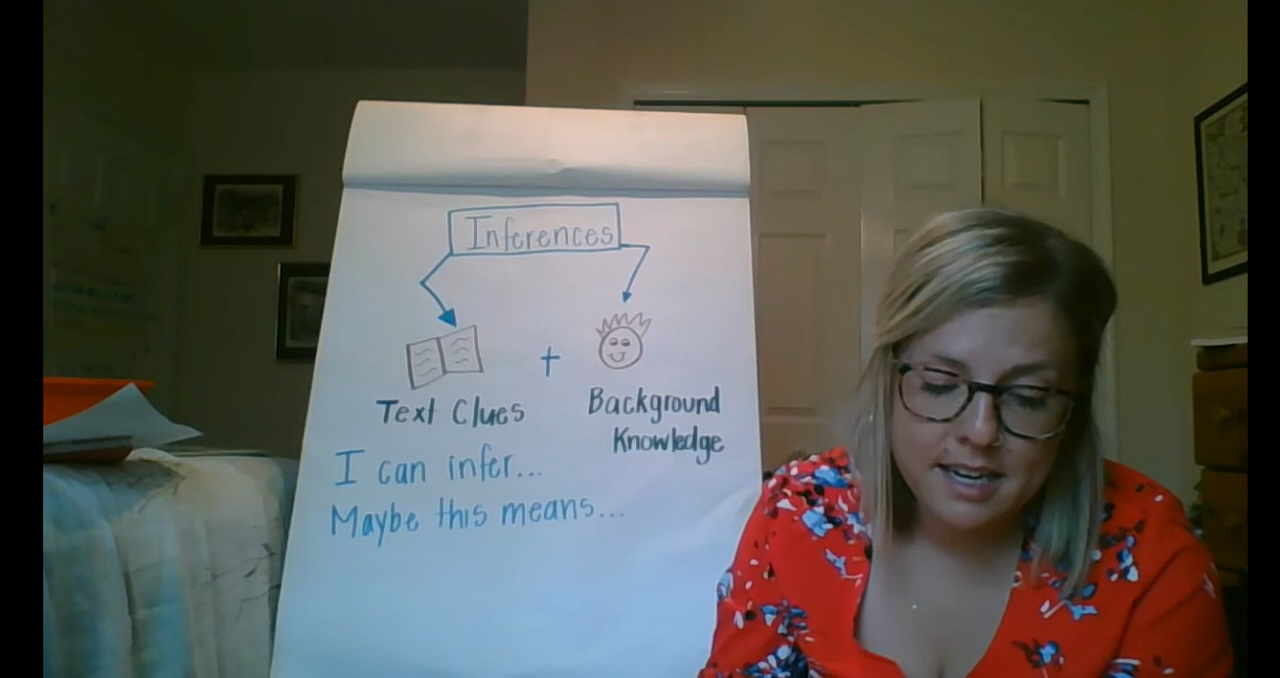 Inferences
+
Text Clues
Background
Knowledge
I can infer...
Maybe this means...